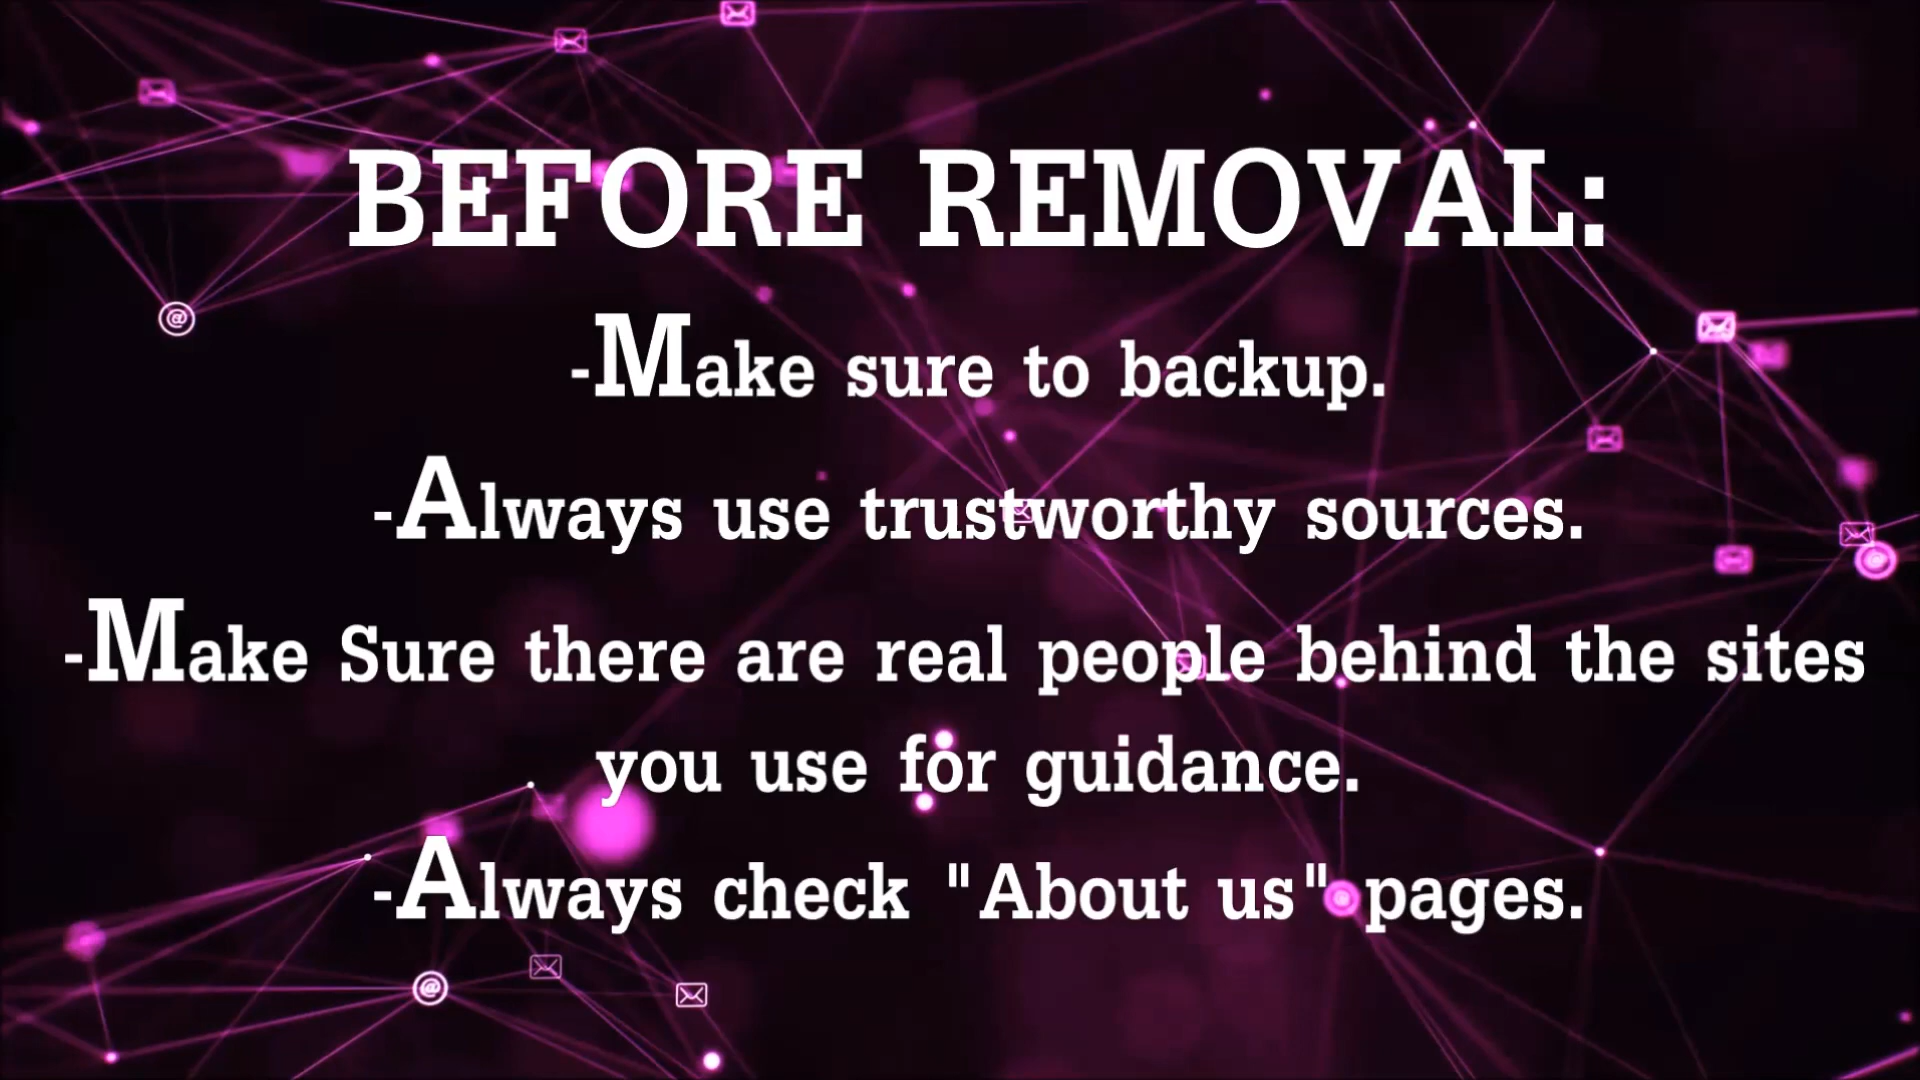 BEFORE REMOVAL:
-Make sure to backup.
-Always use trustworthy sources.
-Make Sure there are real people behind the sites
you use for guidance.
-Always check "About us" pages.